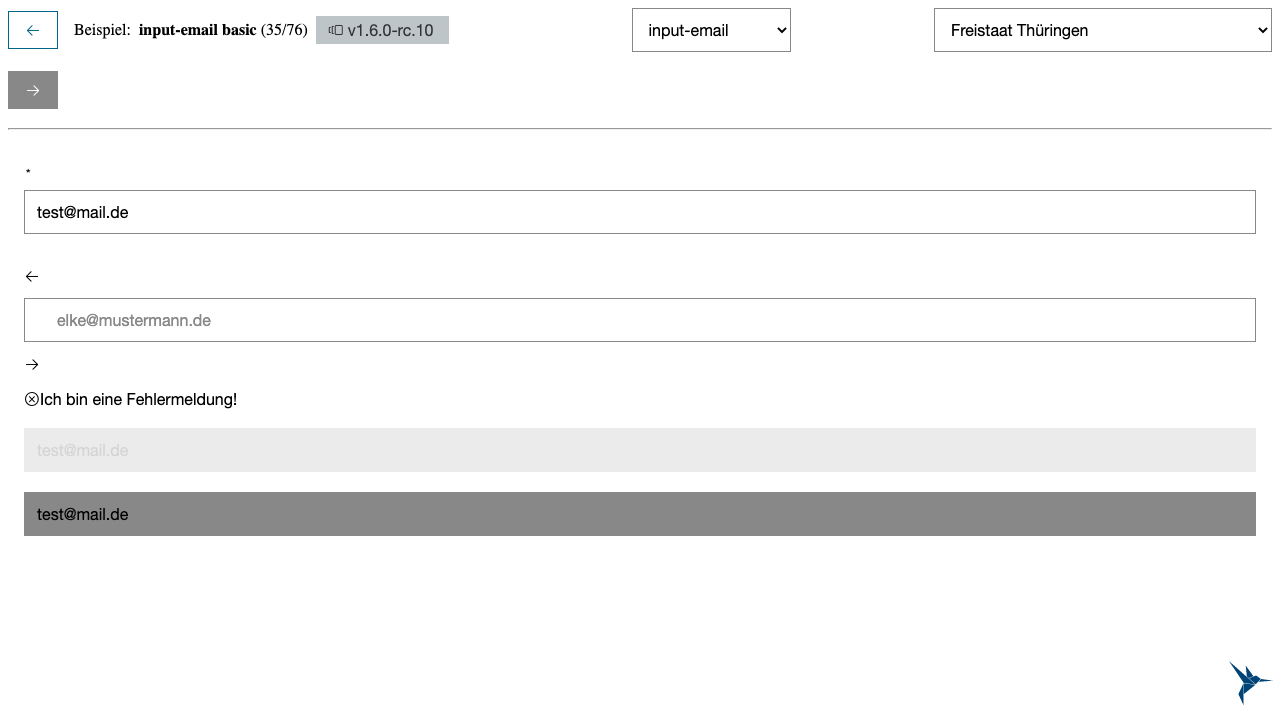 ← Beispiel: input-email basic (35/76) v1.6.0-rc.10 input-email Freistaat Thüringen
→
*
test@mail.de
←
elke@mustermann.de
→
Ich bin eine Fehlermeldung!
test@mail.de
test@mail.de